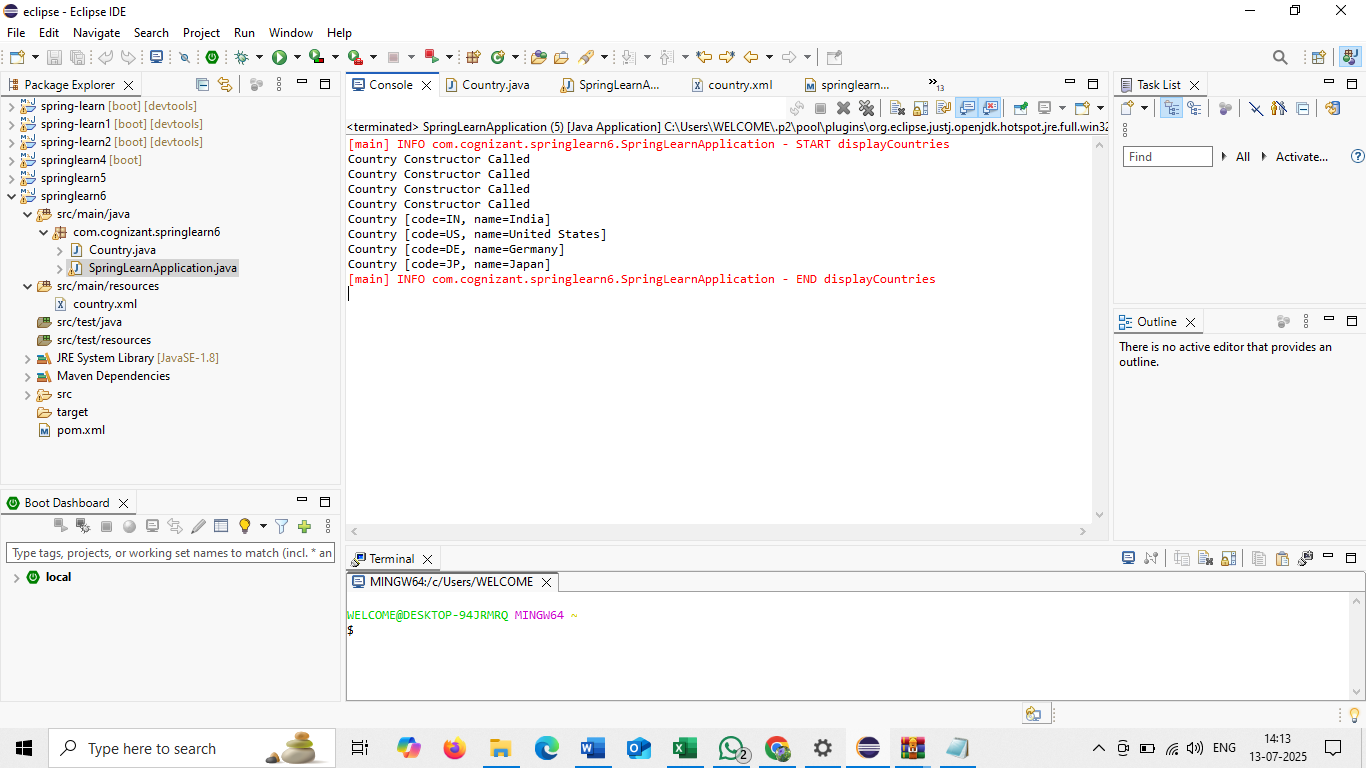 eclipse - Eclipse IDE
File Edit Navigate Search Project Run Window Help
Package Explorer
spring-learn [boot] [devtools]
spring-learn1 [boot] [devtools]
spring-learn2 [boot] [devtools]
springlearn4 [boot]
springlearn5
springlearn6
src/main/java
com.cognizant.springlearn6
Country.java
SpringLearnApplication.java
src/main/resources
country.xml
src/test/java
src/test/resources
JRE System Library [JavaSE-1.8]
Maven Dependencies
src
target
pom.xml
Boot Dashboard
Type tags, projects, or working set names to match (incl. * an
local
Console Country.java SpringLearnA... country.xml springlearn... »13
<terminated> SpringLearnApplication (5) [Java Application] C:\Users\WELCOME\.p2\pool\plugins\org.eclipse.justj.openjdk.hotspot.jre.full.win32
[main] INFO com.cognizant.springlearn6.SpringLearnApplication - START displayCountries
Country Constructor Called
Country Constructor Called
Country Constructor Called
Country Constructor Called
Country [code=IN, name=India]
Country [code=US, name=United States]
Country [code=DE, name=Germany]
Country [code=JP, name=Japan]
[main] INFO com.cognizant.springlearn6.SpringLearnApplication - END displayCountries
Terminal
MINGW64:/c/Users/WELCOME
WELCOME@DESKTOP-94JRMRQ MINGW64 ~
$
Task List
Find All Activate...
Outline
There is no active editor that provides an
outline.
Type here to search
2
ENG
14:13
13-07-2025